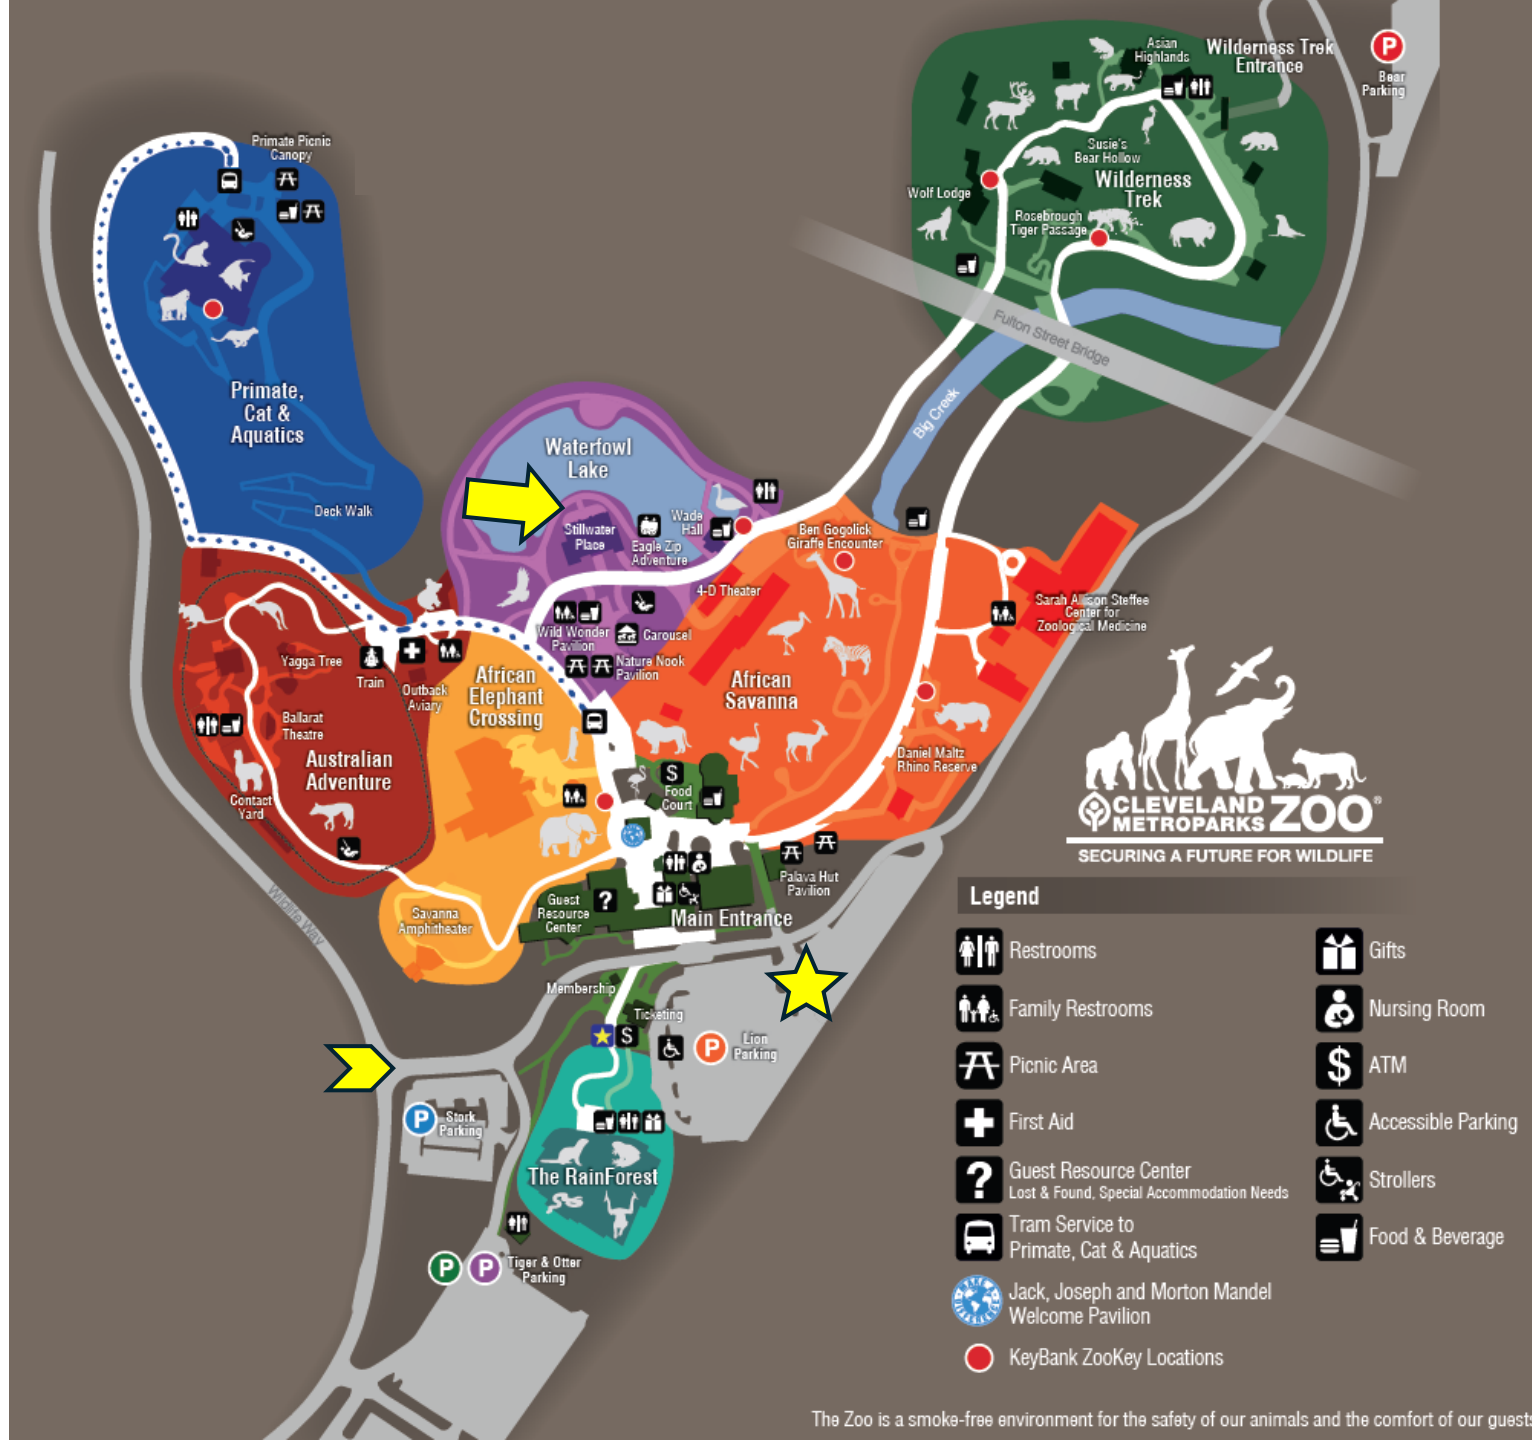 Asian
Highlands
Wilderness Trek
Entrance
P
Bear
Parking
Primate Picnic
Canopy
Susie's
Bear Hollow
Wilderness
Trek
Wolf Lodge
Rosebrough
Tiger Passage
Fulton Street Bridge
Big Creek
Primate,
Cat &
Aquatics
Deck Walk
Waterfowl
Lake
Stillwater
Place
Wade
Hall
Eagle Zip
Adventure
Ben Gogolick
Giraffe Encounter
4-D Theater
Sarah Allison Steffee
Center for
Zoological Medicine
Wild Wonder
Pavilion
Carousel
Nature Nook
Pavilion
Yagga Tree
Train
Outback
Aviary
African
Elephant
Crossing
African
Savanna
Ballarat
Theatre
Australian
Adventure
Contact
Yard
Daniel Maltz
Rhino Reserve
$
Food
Court
Palava Hut
Pavilion
Guest
Resource
Center
?
Main Entrance
Savanna
Amphitheater
Wildlife Way
Membership
Ticketing
$
P
Lion
Parking
P
Stork
Parking
The RainForest
P
P
Tiger & Otter
Parking
CLEVELAND
METROPARKS
ZOO®
SECURING A FUTURE FOR WILDLIFE
Legend
Restrooms
Family Restrooms
Picnic Area
First Aid
?
Guest Resource Center
Lost & Found, Special Accommodation Needs
Tram Service to
Primate, Cat & Aquatics
Jack, Joseph and Morton Mandel
Welcome Pavilion
KeyBank ZooKey Locations
Gifts
Nursing Room
$
ATM
Accessible Parking
Strollers
Food & Beverage
The Zoo is a smoke-free environment for the safety of our animals and the comfort of our guests